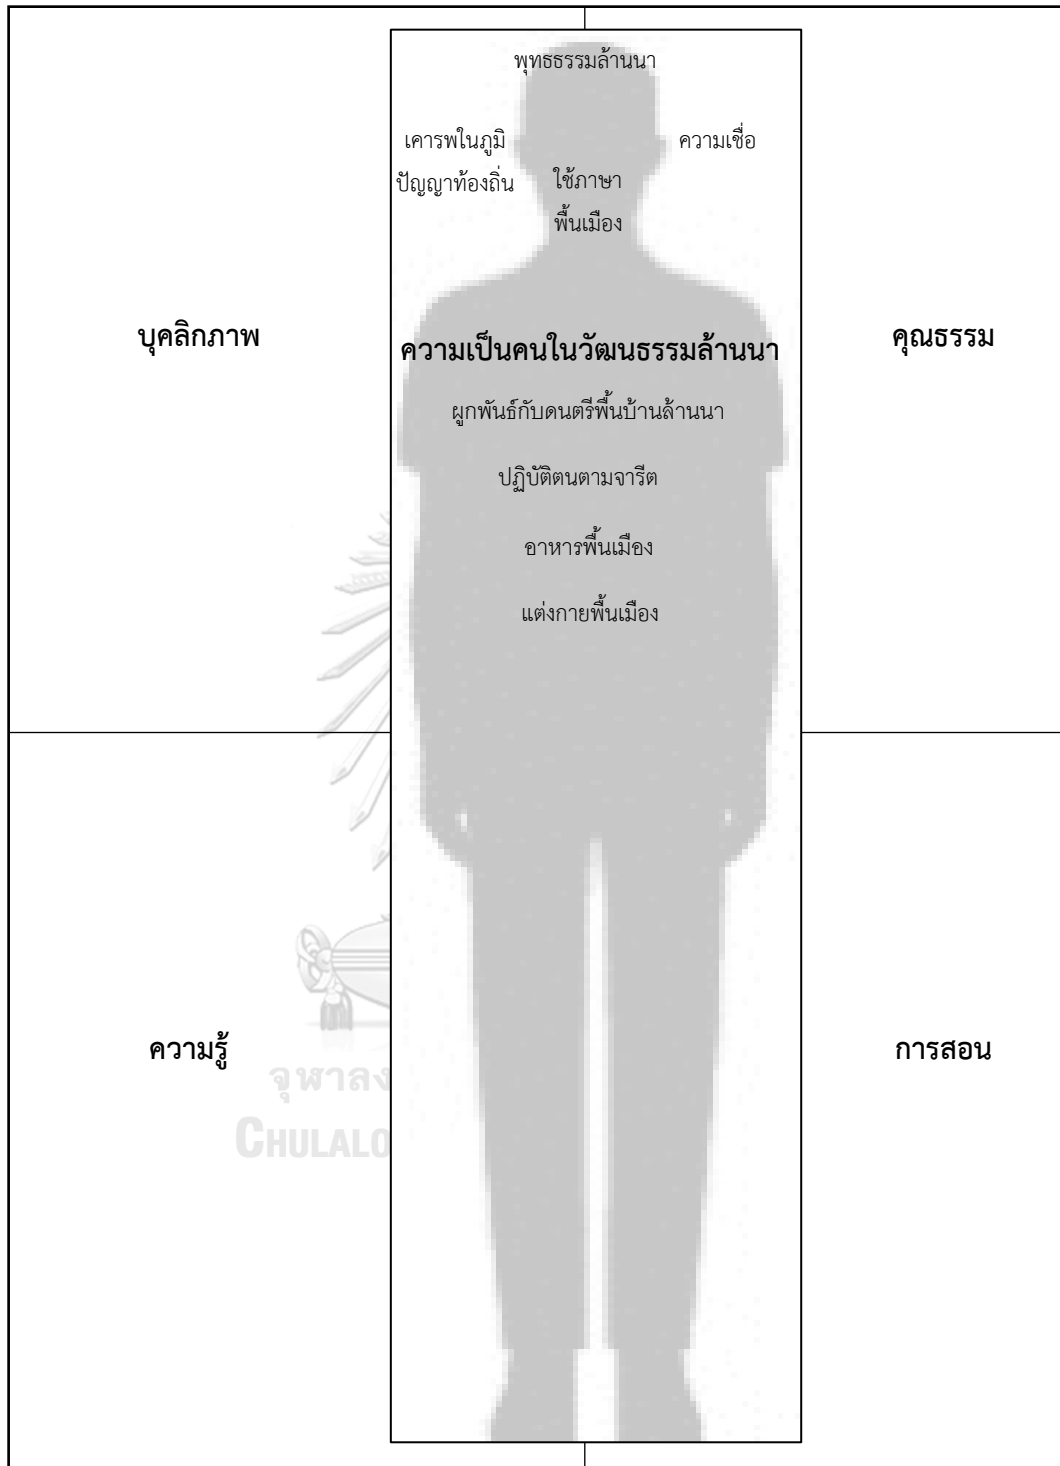 พุทธธรรมล้านนา
เคารพในภูมิ
ปัญญาท้องถิ่น
ความเชื่อ
ใช้ภาษา
พื้นเมือง
บุคลิกภาพ
ความเป็นคนในวัฒนธรรมล้านนา
คุณธรรม
ผูกพันธ์กับดนตรีพื้นบ้านล้านนา
ปฏิบัติตนตามจารีต
อาหารพื้นเมือง
แต่งกายพื้นเมือง
ความรู้
การสอน
จุฬาลง
CHULALO